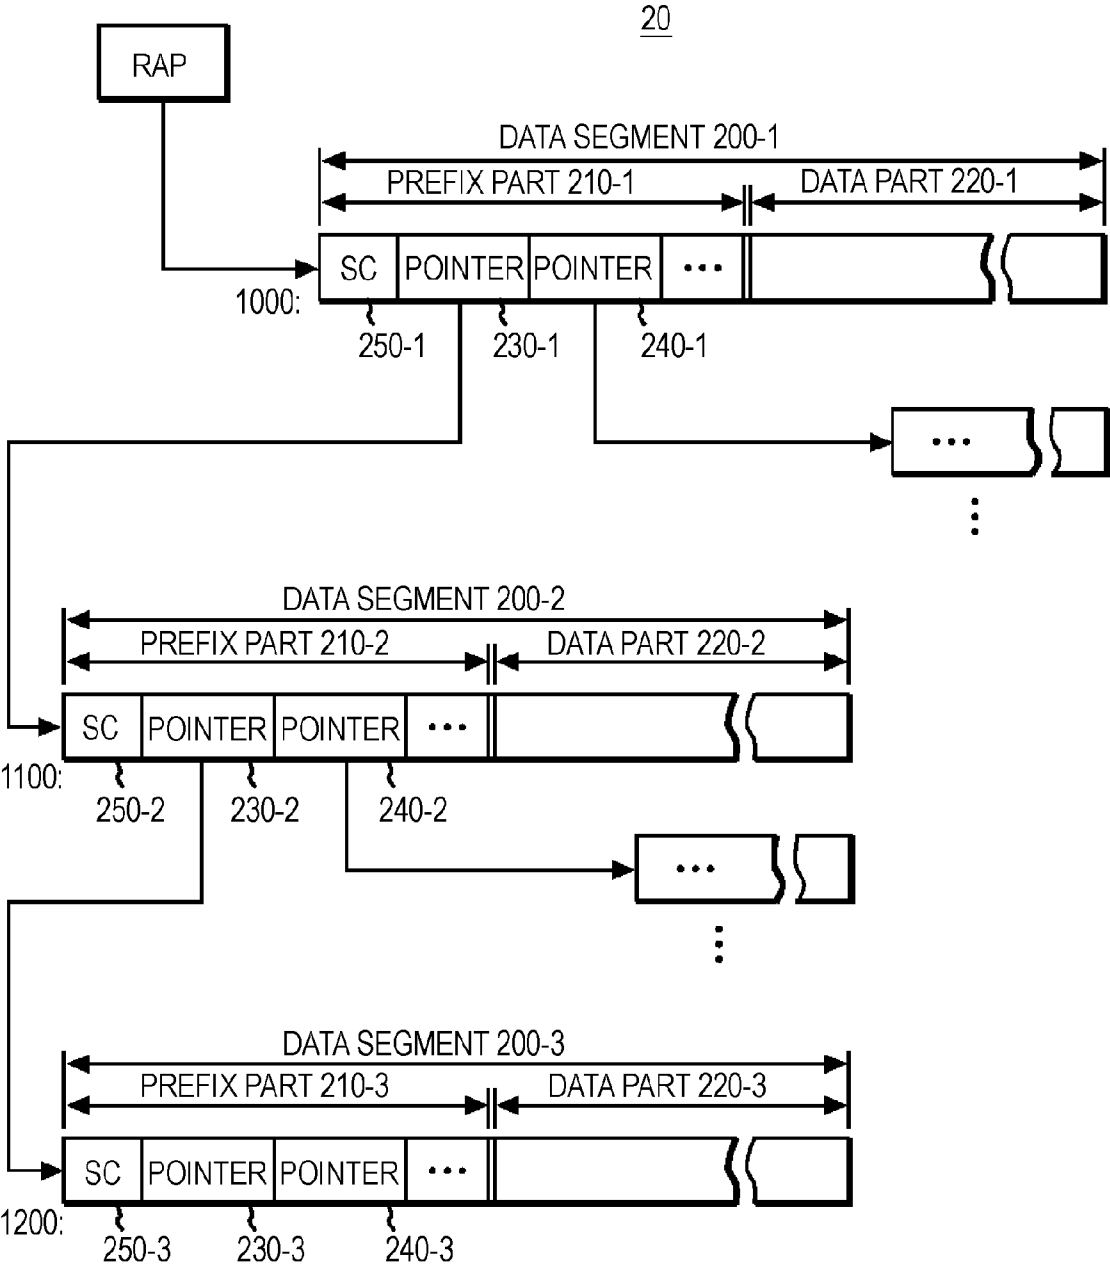 20
RAP
DATA SEGMENT 200-1
PREFIX PART 210-1 DATA PART 220-1
SC POINTER POINTER ...
1000:
250-1 230-1 240-1
...
DATA SEGMENT 200-2
PREFIX PART 210-2 DATA PART 220-2
SC POINTER POINTER ...
1100:
250-2 230-2 240-2
...
DATA SEGMENT 200-3
PREFIX PART 210-3 DATA PART 220-3
SC POINTER POINTER ...
1200:
250-3 230-3 240-3